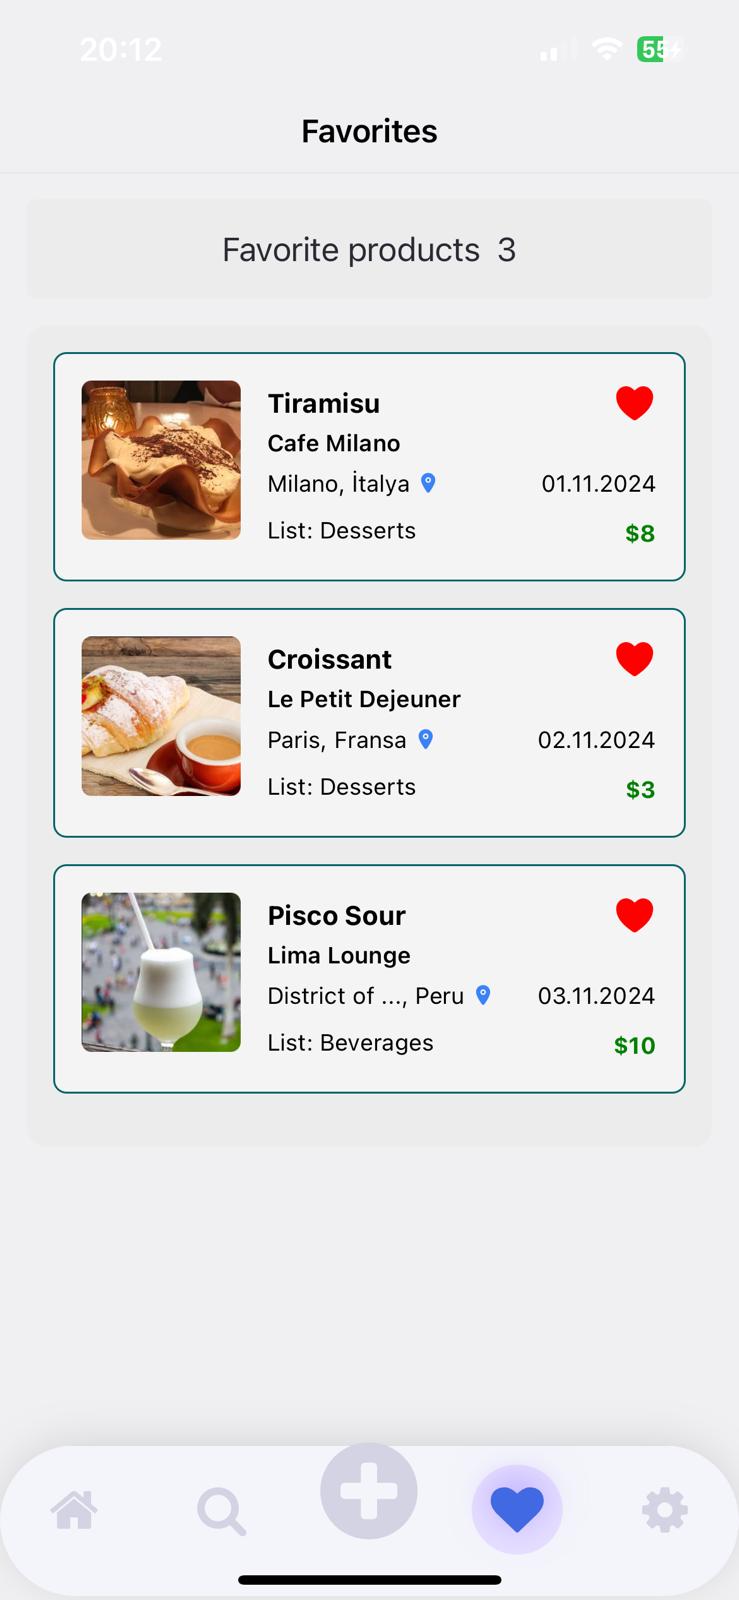 20:12
55
Favorites
Favorite products 3
Tiramisu
Cafe Milano
Milano, İtalya 01.11.2024
List: Desserts $8
Croissant
Le Petit Dejeuner
Paris, Fransa 02.11.2024
List: Desserts $3
Pisco Sour
Lima Lounge
District of ..., Peru 03.11.2024
List: Beverages $10